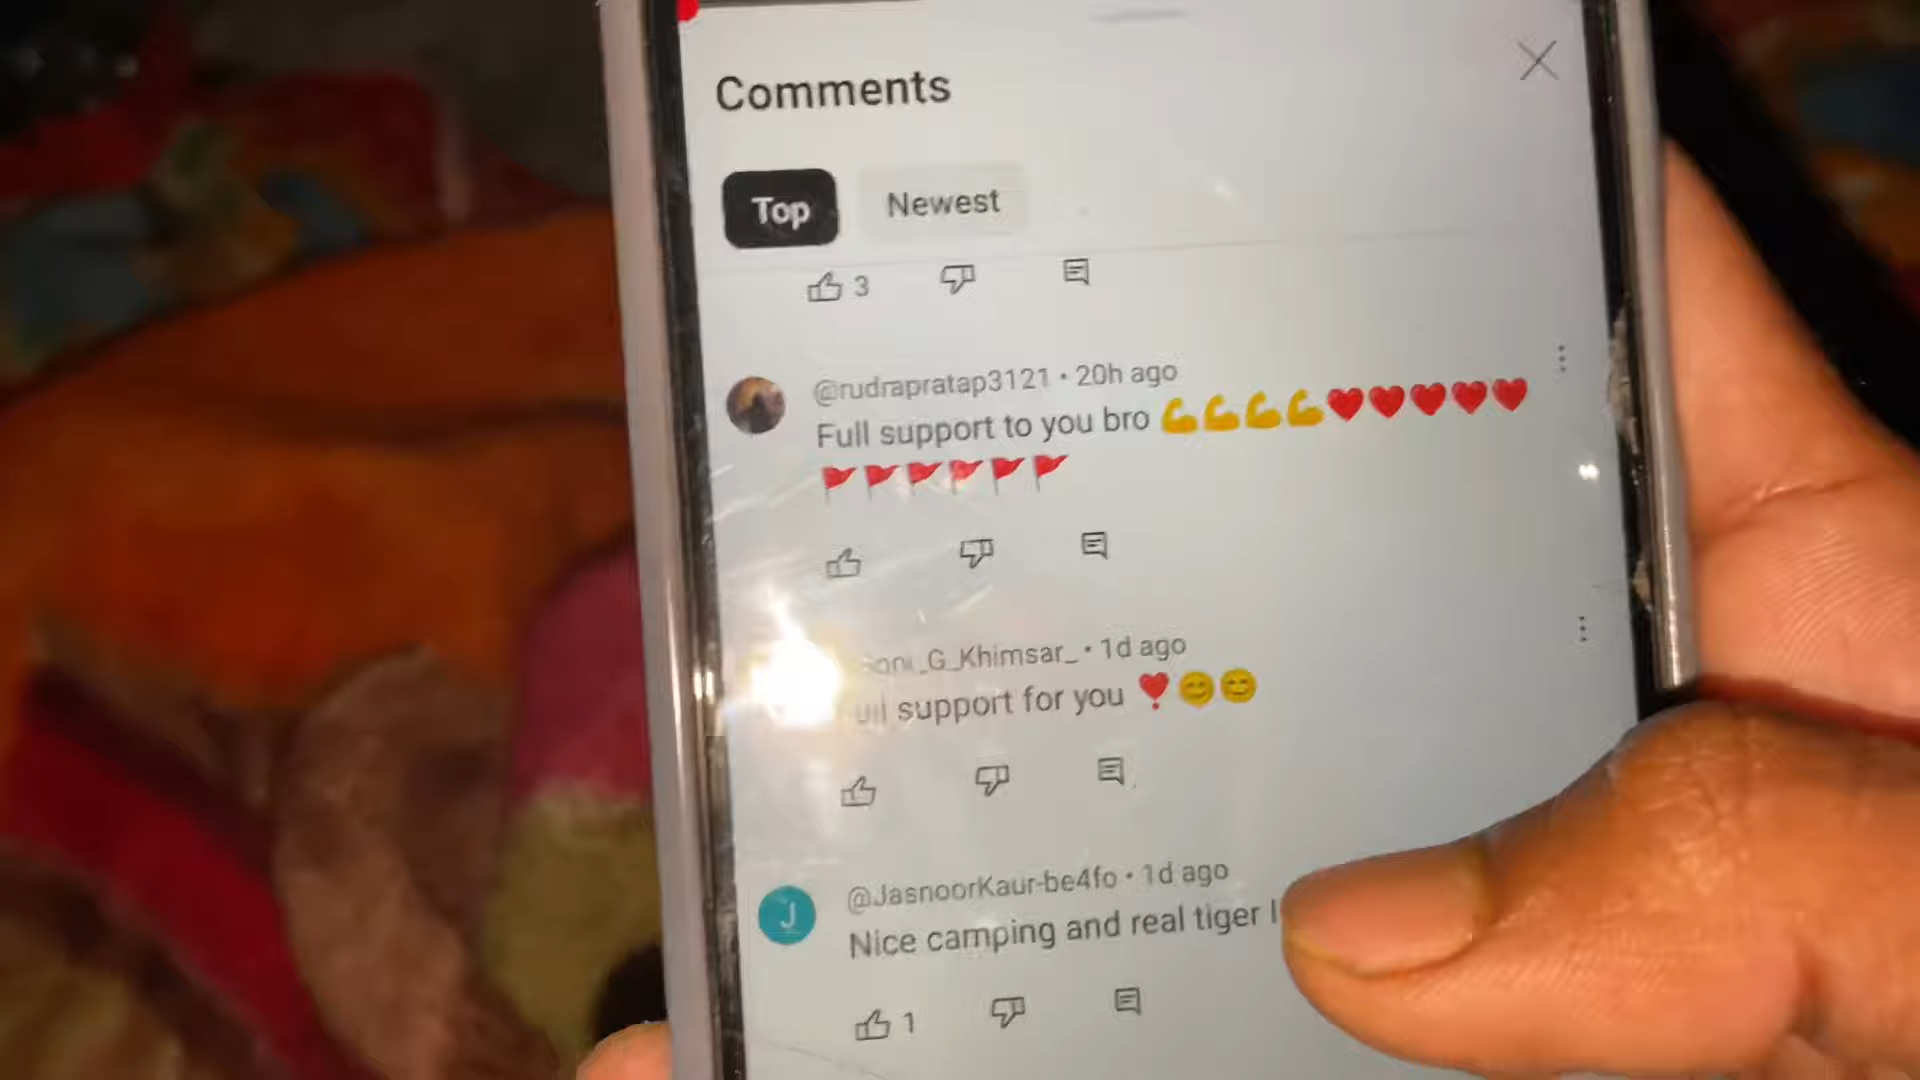 Comments
Top Newest
3
@rudrapratap3121 • 20h ago
Full support to you bro 💪💪💪💪❤️❤️❤️❤️❤️
🚩🚩🚩🚩🚩🚩
_G_Khimsar_ • 1d ago
support for you ❣️😊😊
J
@JasnoorKaur-be4fo • 1d ago
Nice camping and real tiger
1